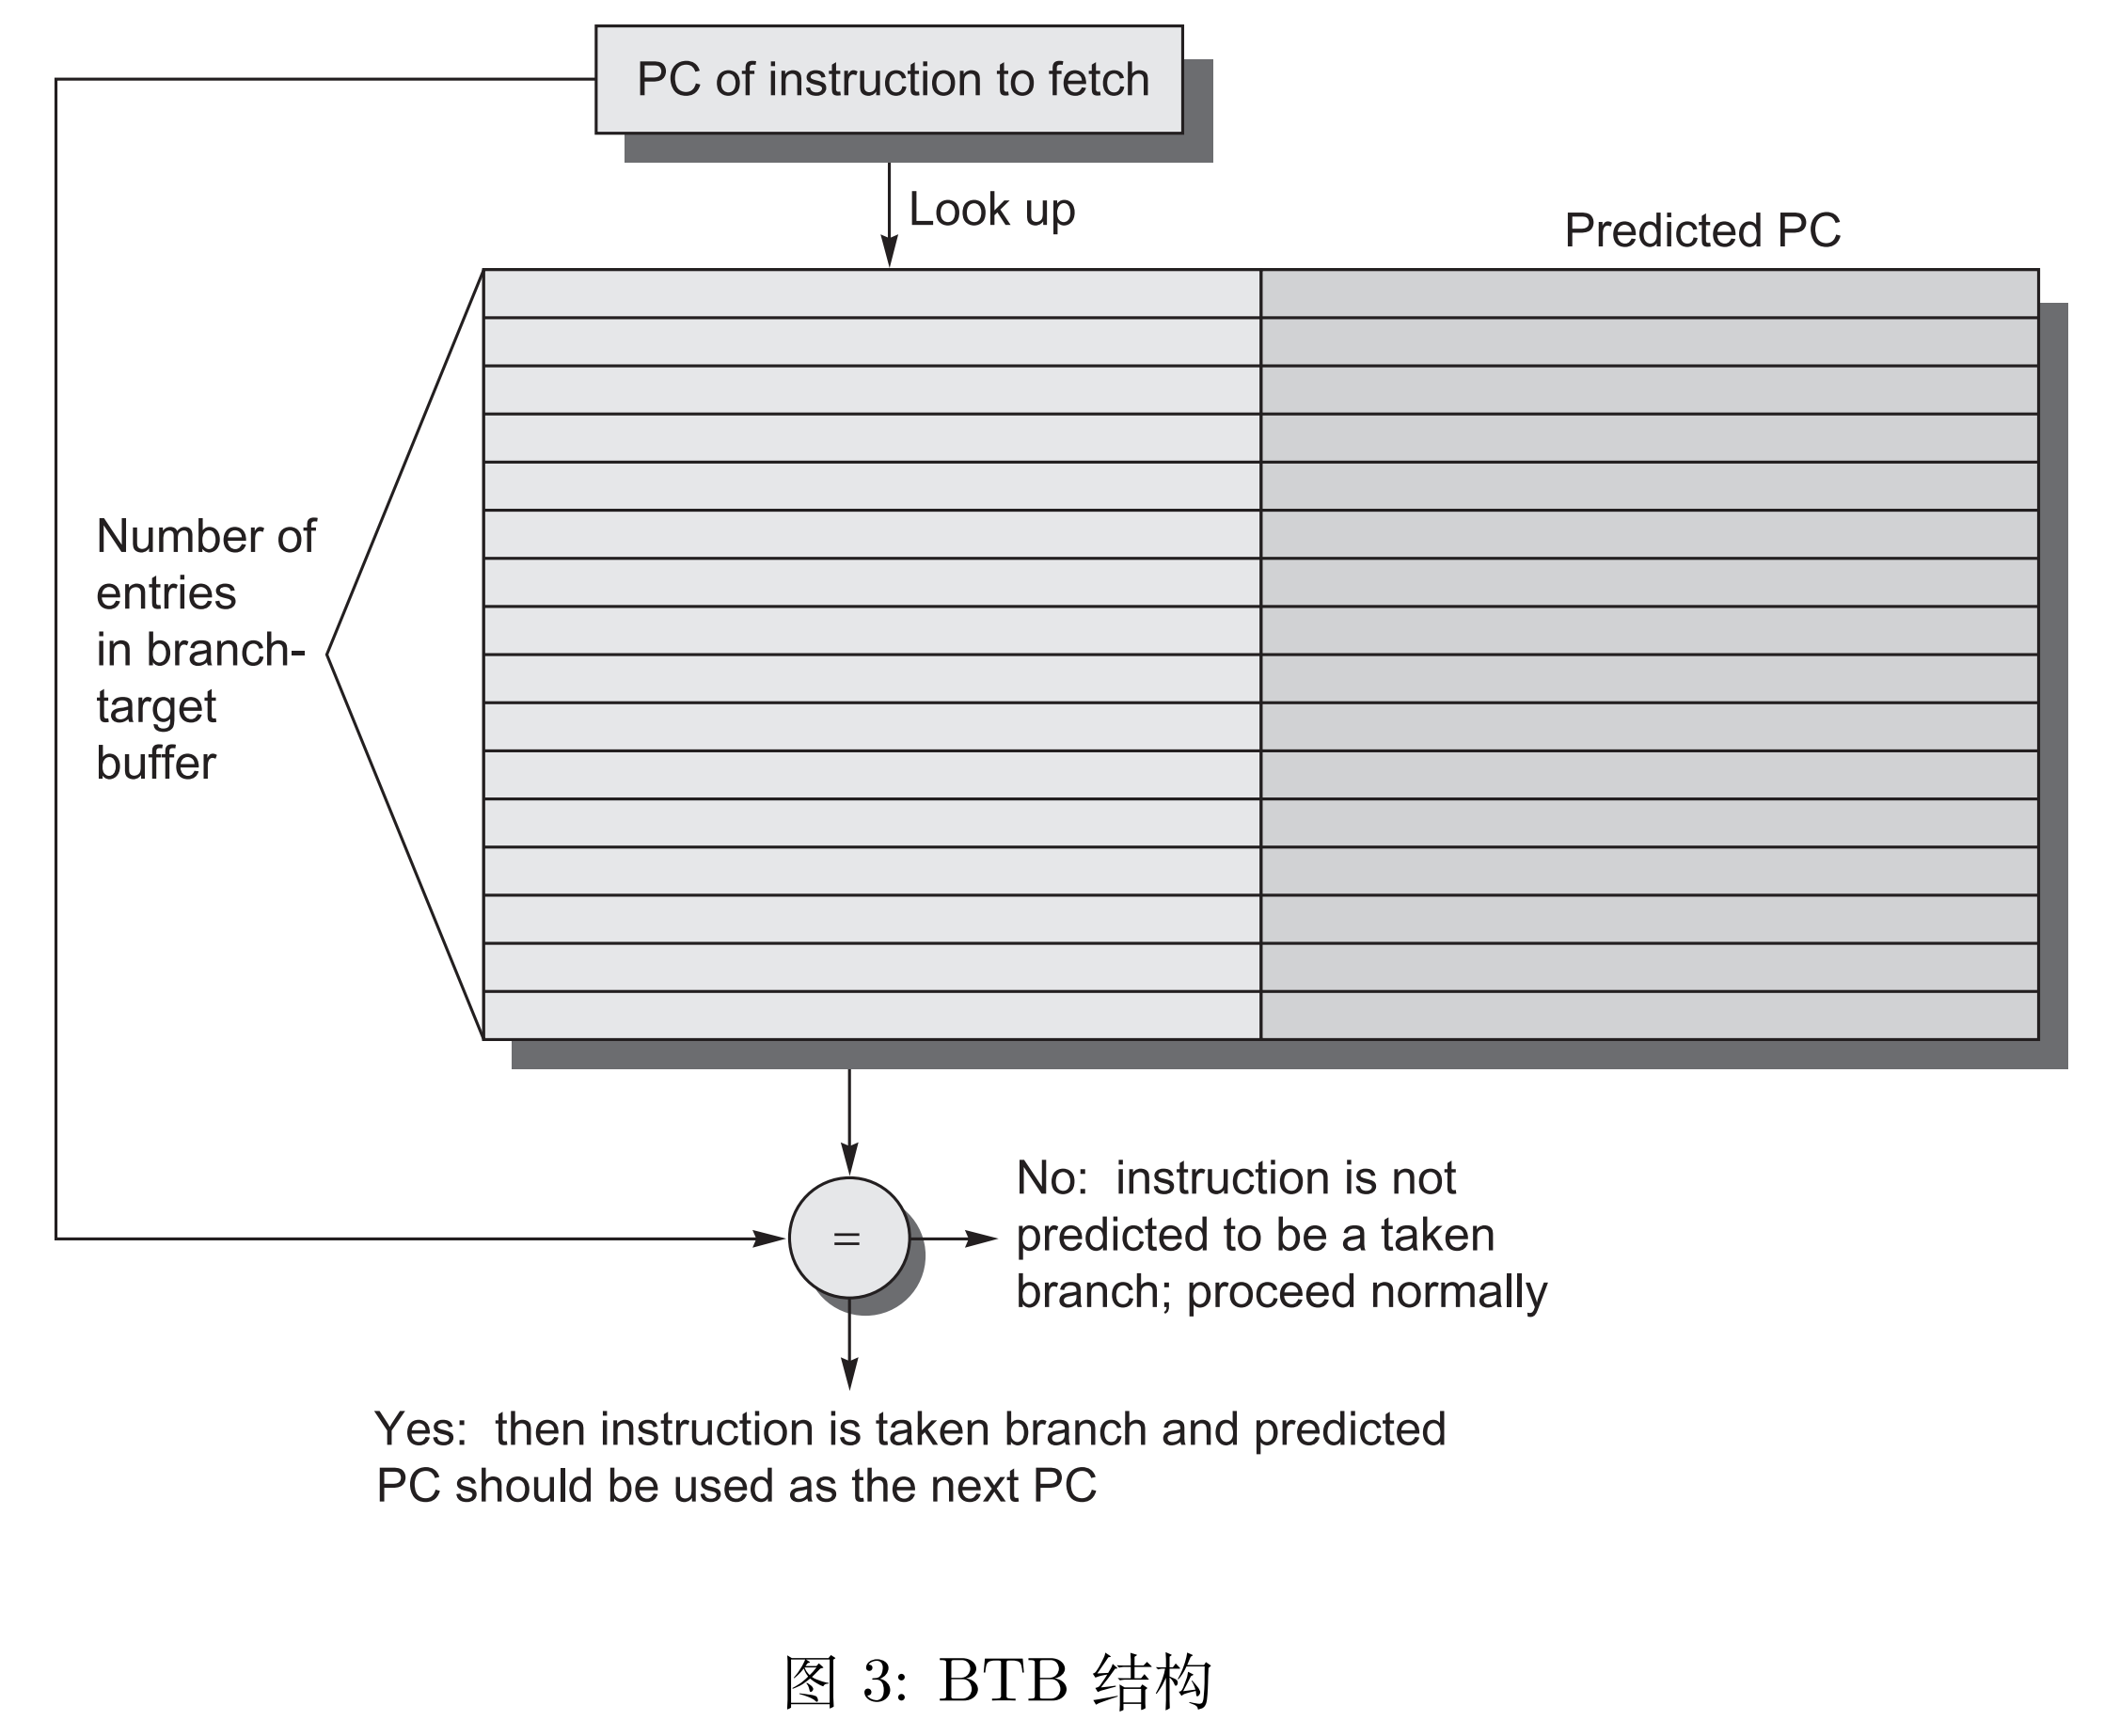 PC of instruction to fetch
Look up
Predicted PC
Number of
entries
in branch-
target
buffer
=
No: instruction is not
predicted to be a taken
branch; proceed normally
Yes: then instruction is taken branch and predicted
PC should be used as the next PC
图 3: BTB 结构